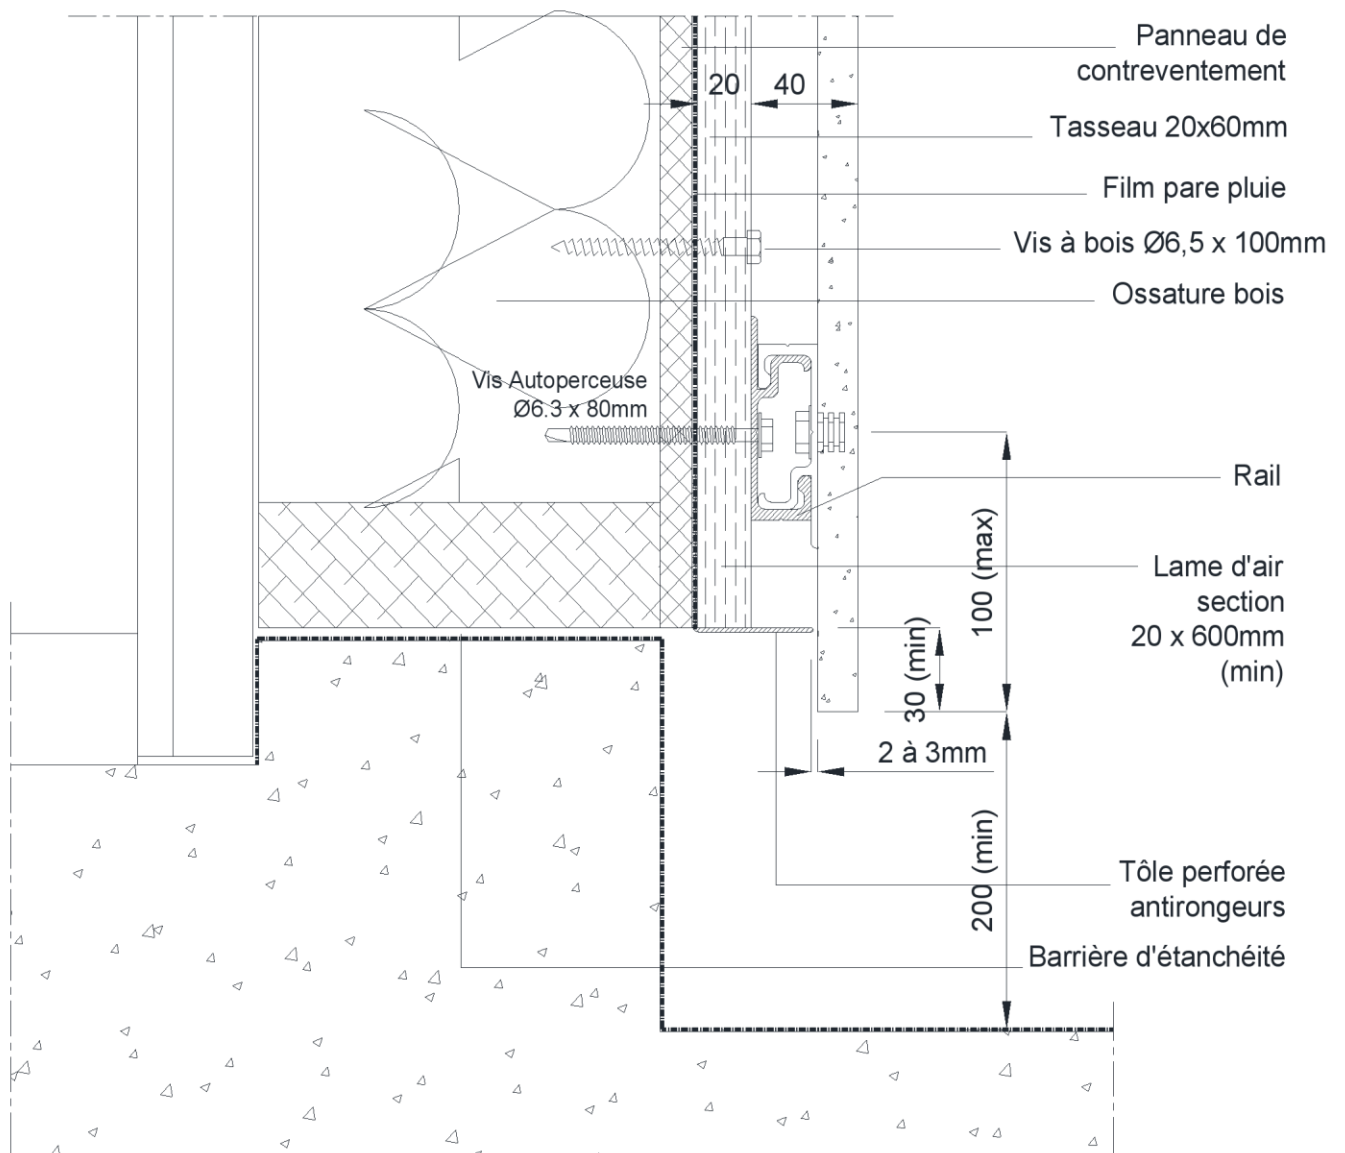 Panneau de
contreventement
20
40
Tasseau 20x60mm
Film pare pluie
Vis à bois Ø6,5 x 100mm
Ossature bois
Vis Autoperceuse
Ø6.3 x 80mm
Rail
100 (max)
Lame d'air
section
20 x 600mm
(min)
30 (min)
2 à 3mm
200 (min)
Tôle perforée
antirongeurs
Barrière d'étanchéité